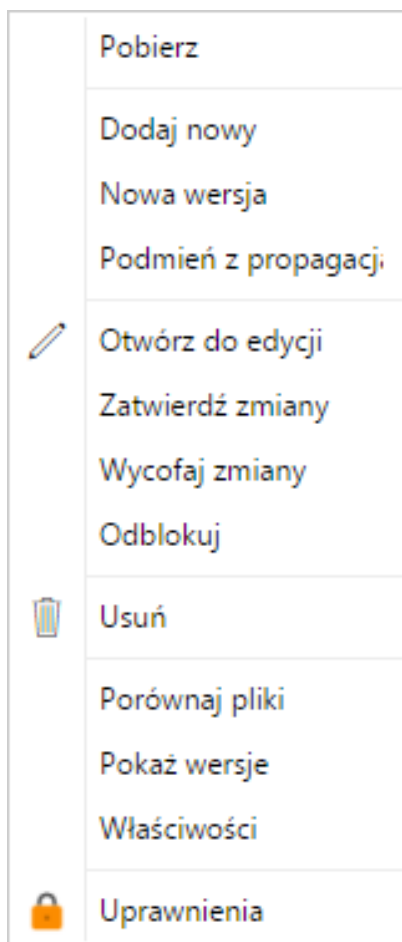 Pobierz
Dodaj nowy
Nowa wersja
Podmień z propagacj
Otwórz do edycji
Zatwierdź zmiany
Wycofaj zmiany
Odblokuj
Usuń
Porównaj pliki
Pokaż wersje
Właściwości
Uprawnienia